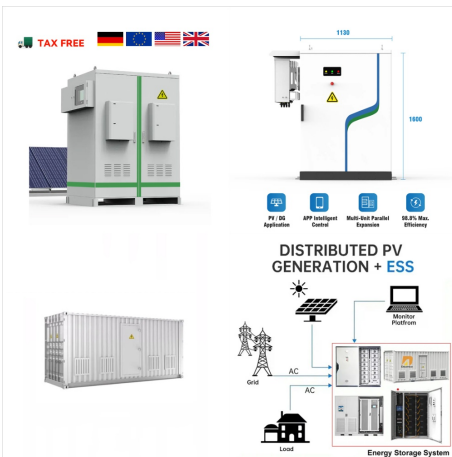 TAX FREE
1130
1600
PV / DG
Application
APP Intelligent
Control
Multi-Unit Parallel
Expansion
98.8% Max.
Efficiency
DISTRIBUTED PV
GENERATION + ESS
Monitor
Platfrom
Grid
AC
AC
Load
Energy Storage System